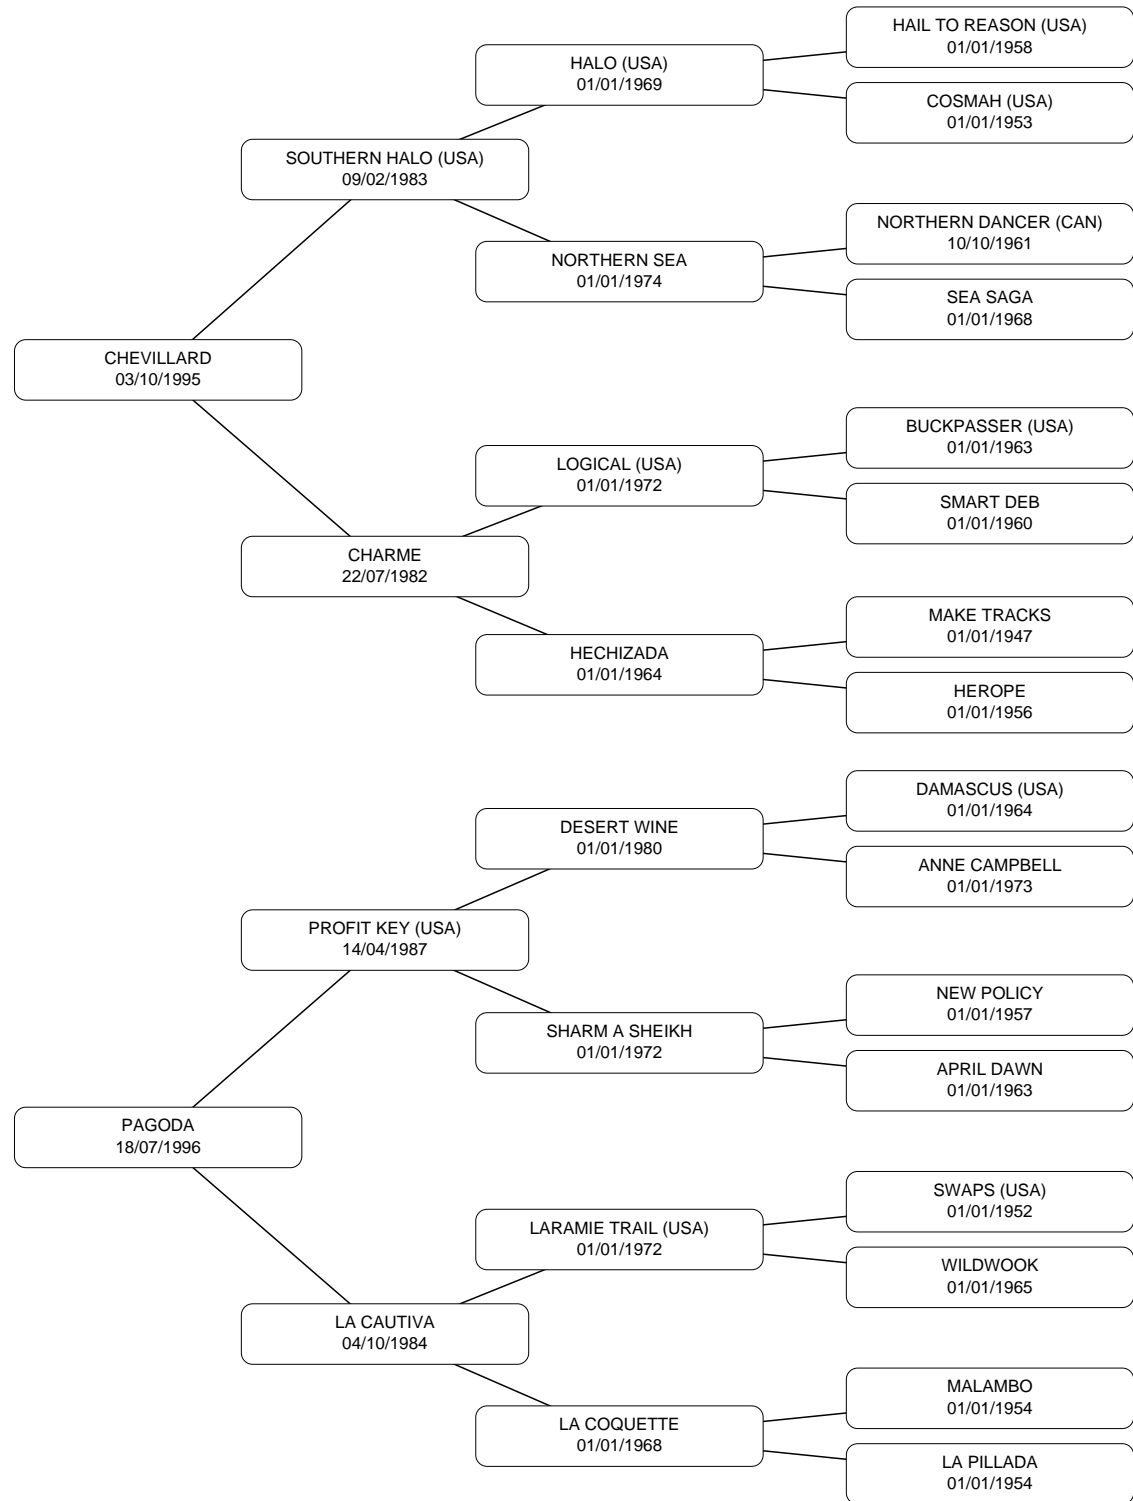 HAIL TO REASON (USA)
01/01/1958
HALO (USA)
01/01/1969
COSMAH (USA)
01/01/1953
SOUTHERN HALO (USA)
09/02/1983
NORTHERN DANCER (CAN)
10/10/1961
NORTHERN SEA
01/01/1974
SEA SAGA
01/01/1968
CHEVILLARD
03/10/1995
BUCKPASSER (USA)
01/01/1963
LOGICAL (USA)
01/01/1972
SMART DEB
01/01/1960
CHARME
22/07/1982
MAKE TRACKS
01/01/1947
HECHIZADA
01/01/1964
HEROPE
01/01/1956
DAMASCUS (USA)
01/01/1964
DESERT WINE
01/01/1980
ANNE CAMPBELL
01/01/1973
PROFIT KEY (USA)
14/04/1987
NEW POLICY
01/01/1957
SHARM A SHEIKH
01/01/1972
APRIL DAWN
01/01/1963
PAGODA
18/07/1996
SWAPS (USA)
01/01/1952
LARAMIE TRAIL (USA)
01/01/1972
WILDWOOK
01/01/1965
LA CAUTIVA
04/10/1984
MALAMBO
01/01/1954
LA COQUETTE
01/01/1968
LA PILLADA
01/01/1954